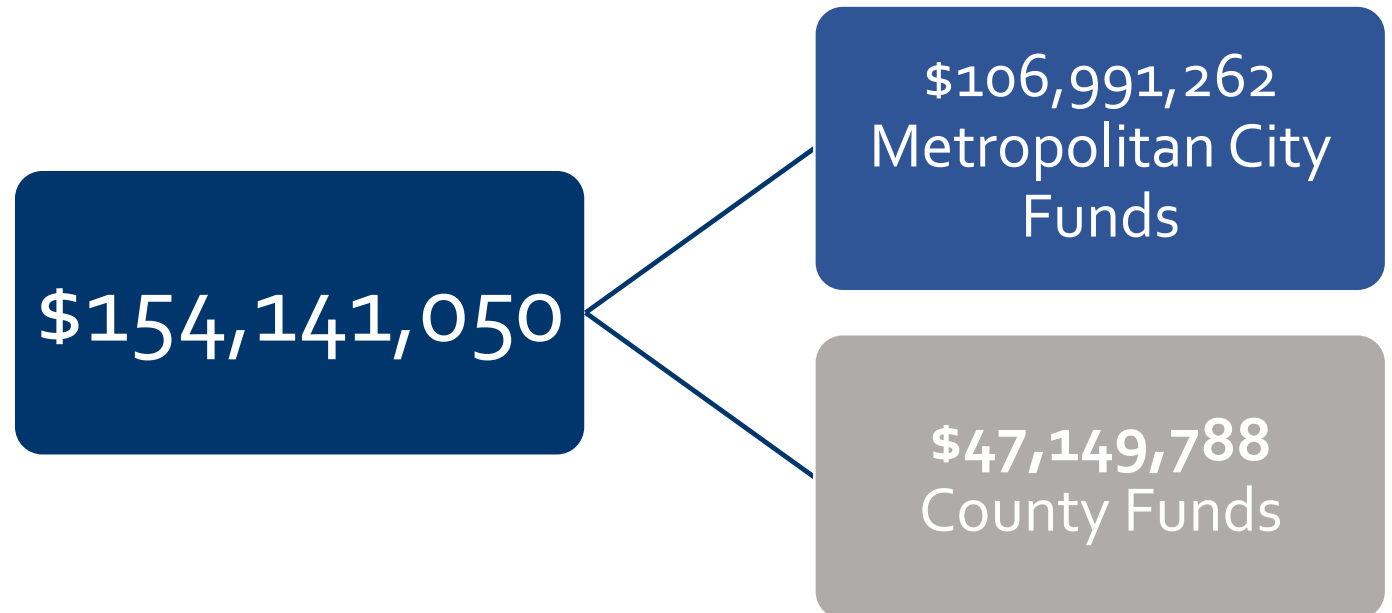 $154,141,050
$106,991,262
Metropolitan City
Funds
$47,149,788
County Funds